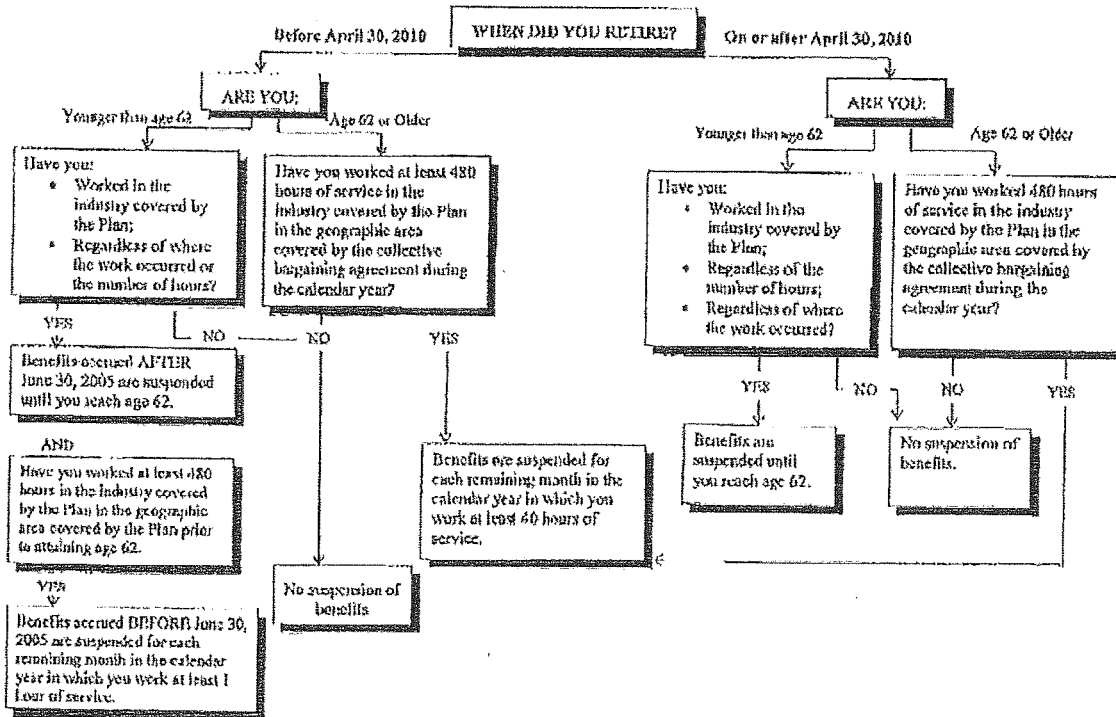 WHEN DID YOU RETIRE?
Before April 30, 2010
On or after April 30, 2010
ARE YOU:
Younger than age 62
Age 62 or Older
Have you:
• Worked in the
industry covered by
the Plan;
• Regardless of where
the work occurred or
the number of hours?
Have you worked at least 480
hours of service in the
industry covered by the Plan
in the geographic area
covered by the collective
bargaining agreement during
the calendar year?
YES
NO
NO
YES
Benefits accrued AFTER
June 30, 2005 are suspended
until you reach age 62.
AND
Have you worked at least 480
hours in the industry covered
by the Plan in the geographic
area covered by the Plan prior
to attaining age 62.
YES
Benefits accrued BEFORE June 30,
2005 are suspended for each
remaining month in the calendar
year in which you work at least 1
hour of service.
No suspension of
benefits
Benefits are suspended for
each remaining month in the
calendar year in which you
work at least 40 hours of
service.
ARE YOU:
Younger than age 62
Age 62 or Older
Have you:
• Worked in the
industry covered by
the Plan;
• Regardless of the
number of hours;
• Regardless of where
the work occurred?
Have you worked 480 hours
of service in the industry
covered by the Plan in the
geographic area covered by
the collective bargaining
agreement during the
calendar year?
YES
NO
NO
YES
Benefits are
suspended until
you reach age 62.
No suspension of
benefits.